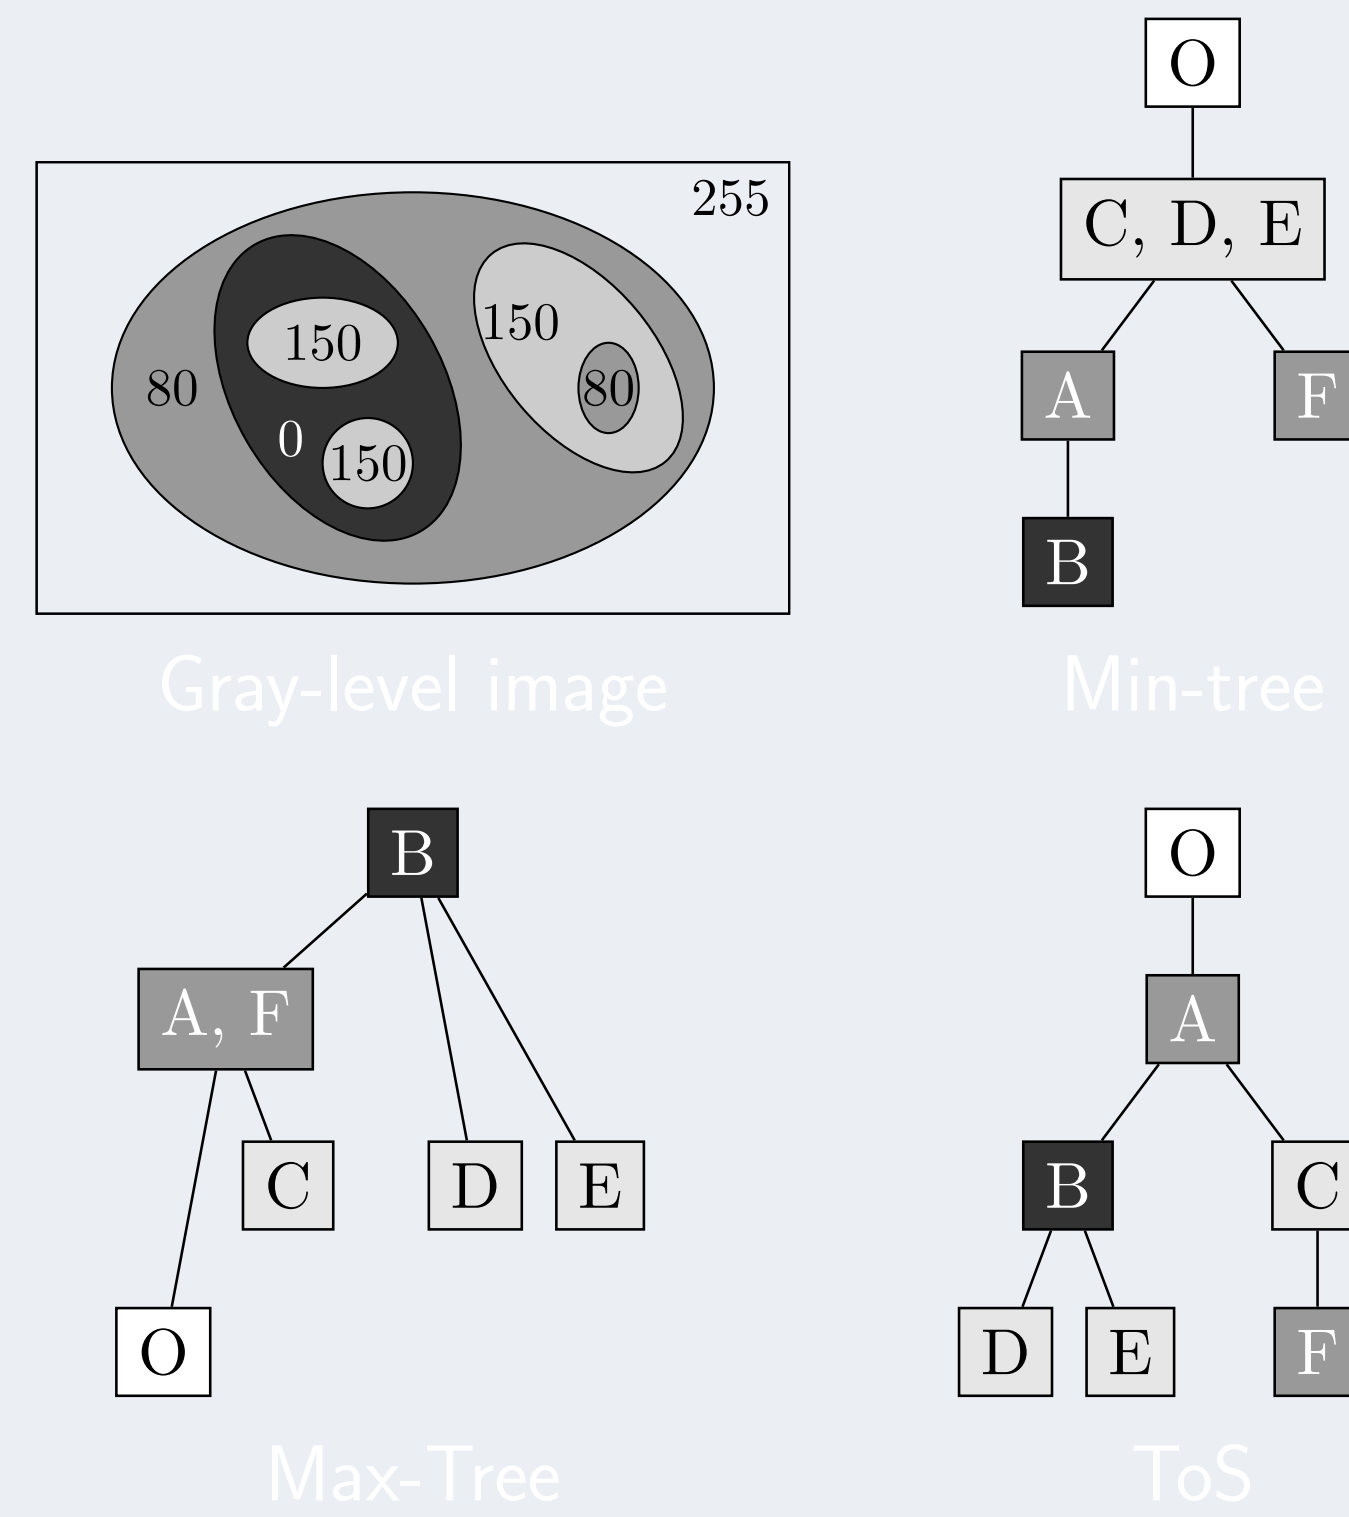 255
150
150
80
80
0
150
Gray-level image
O
C, D, E
A
F
B
Min-tree
B
A, F
C
D
E
O
Max-Tree
O
A
B
C
D
E
F
ToS